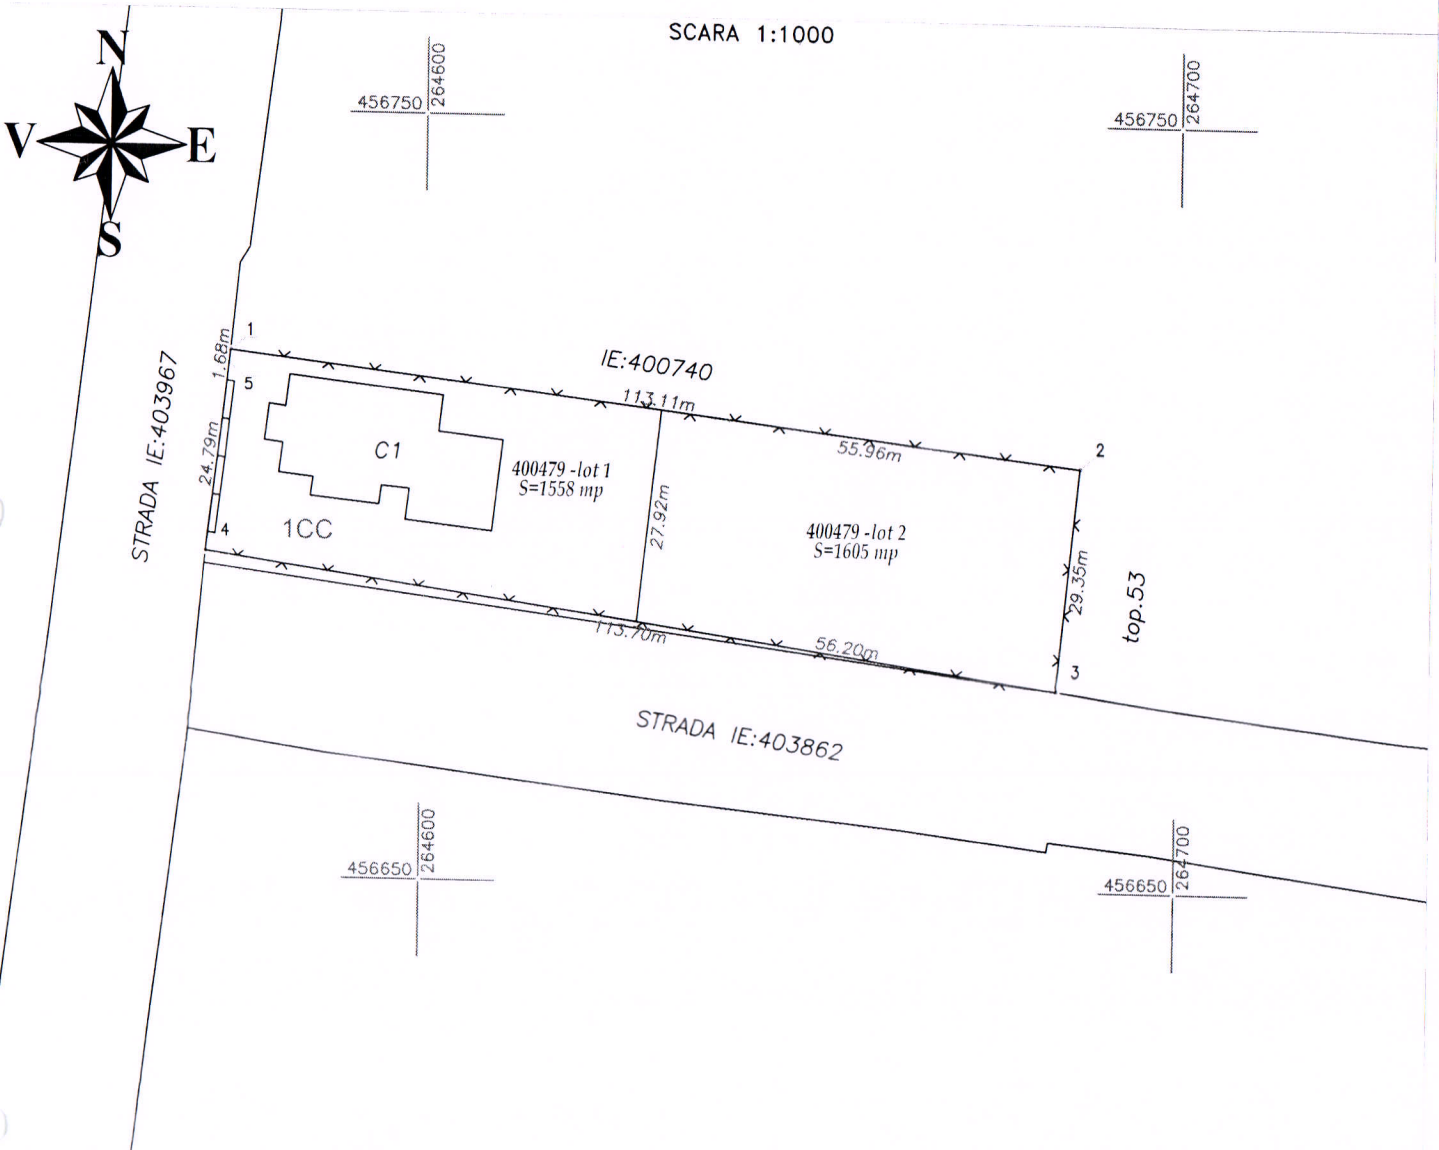 SCARA 1:1000
N
V
E
S
456750
264600
456750
264700
1
1.68m
5
IE:400740
113.11m
2
55.96m
STRADA IE:403967
24.79m
C1
400479 -lot 1
S=1558 mp
27.92m
400479 -lot 2
S=1605 mp
29.35m
top.53
4
1CC
113.70m
56.20m
3
STRADA IE:403862
456650
264600
456650
264700